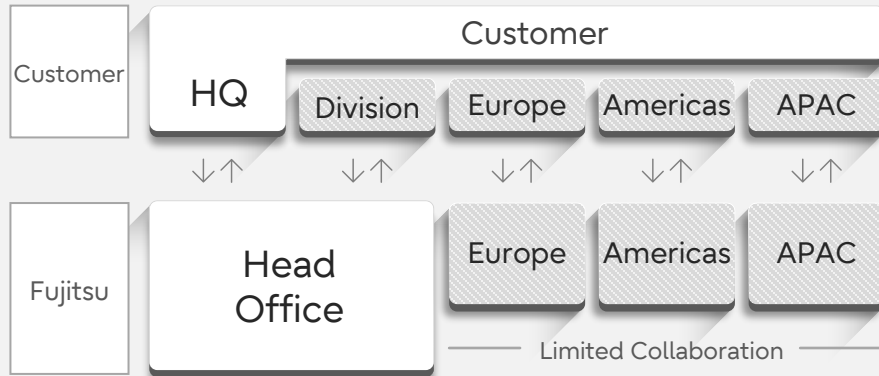 Customer
Customer
HQ
Division
Europe
Americas
APAC
↓↑ ↓↑ ↓↑ ↓↑ ↓↑
Fujitsu
Head
Office
Europe
Americas
APAC
Limited Collaboration